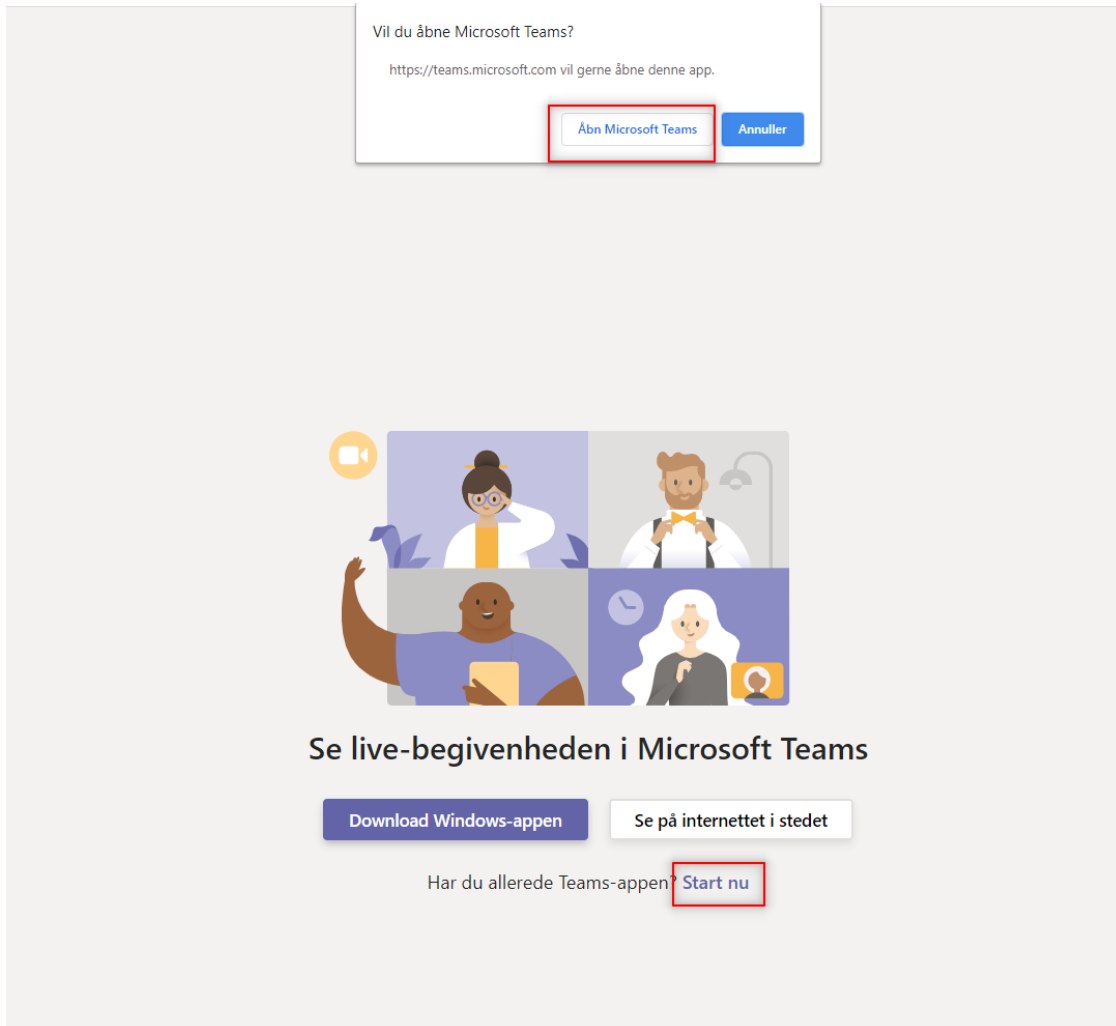 Vil du åbne Microsoft Teams?
https://teams.microsoft.com vil gerne åbne denne app.
Åbn Microsoft Teams Annuller
Se live-begivenheden i Microsoft Teams
Download Windows-appen Se på internettet i stedet
Har du allerede Teams-appen? Start nu